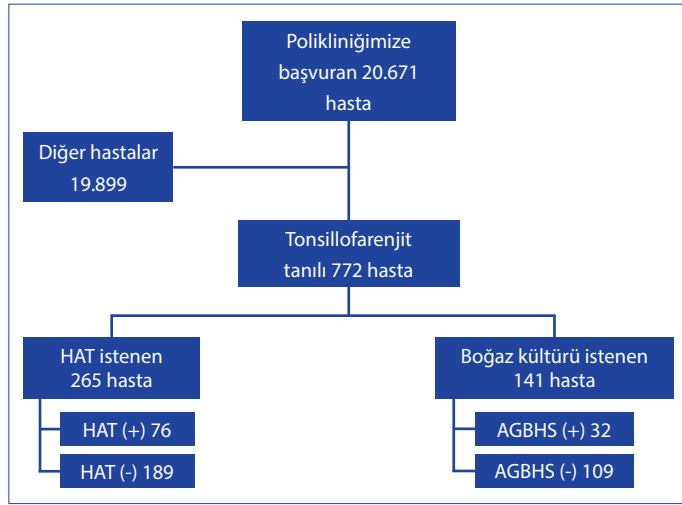 Polikliniğimize
başvuran 20.671
hasta
Diğer hastalar
19.899
Tonsillofarenjit
tanılı 772 hasta
HAT istenen
265 hasta
HAT (+) 76
HAT (-) 189
Boğaz kültürü istenen
141 hasta
AGBHS (+) 32
AGBHS (-) 109